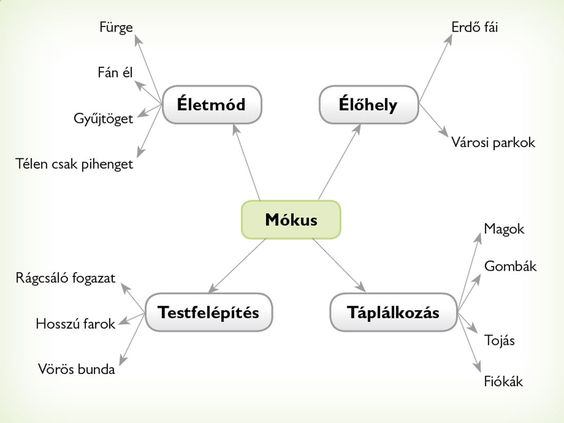 Fürge
Fán él
Gyűjtöget
Télen csak pihenget
Életmód
Élőhely
Erdő fái
Városi parkok
Mókus
Rágcsáló fogazat
Hosszú farok
Vörös bunda
Testfelépítés
Táplálkozás
Magok
Gombák
Tojás
Fiókák